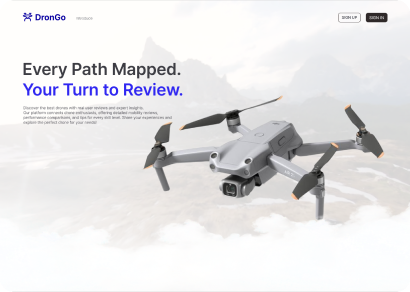 DronGo
SIGN UP
SIGN IN
Every Path Mapped.
Your Turn to Review.
Discover the best drones with real user reviews and expert insights.
Our platform connects drone enthusiasts, offering detailed mobility reviews,
performance comparisons, and tips for every skill level. Share your experiences and
explore the perfect drone for your needs!